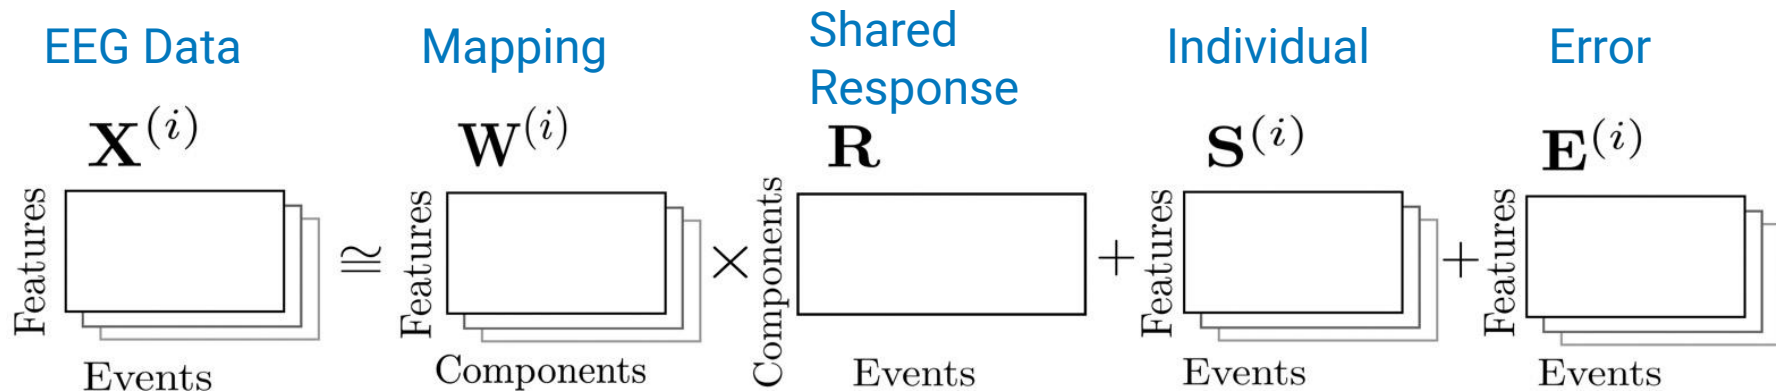 EEG Data
Mapping
Shared
Response
Individual
Error
X^(i)
W^(i)
R
S^(i)
E^(i)
Features
Events
≅
Features
Components
×
Components
Events
+
Features
Events
+
Features
Events